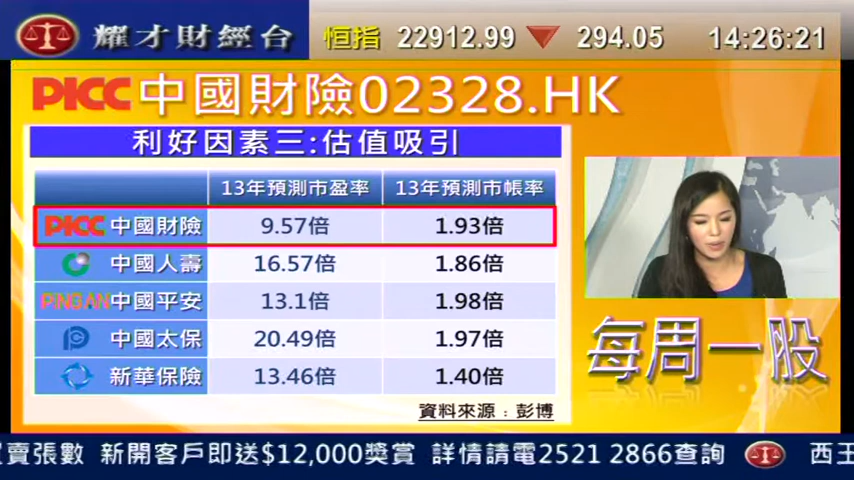 耀才財經台
恒指 22912.99 294.05 14:26:21
PICC 中國財險02328.HK
利好因素三:估值吸引
13年預測市盈率 13年預測市帳率
PICC 中國財險 9.57倍 1.93倍
中國人壽 16.57倍 1.86倍
PING AN 中國平安 13.1倍 1.98倍
中國太保 20.49倍 1.97倍
新華保險 13.46倍 1.40倍
資料來源:彭博
每周一股
賣張數 新開客戶即送$12,000獎賞 詳情請電2521 2866查詢 西王